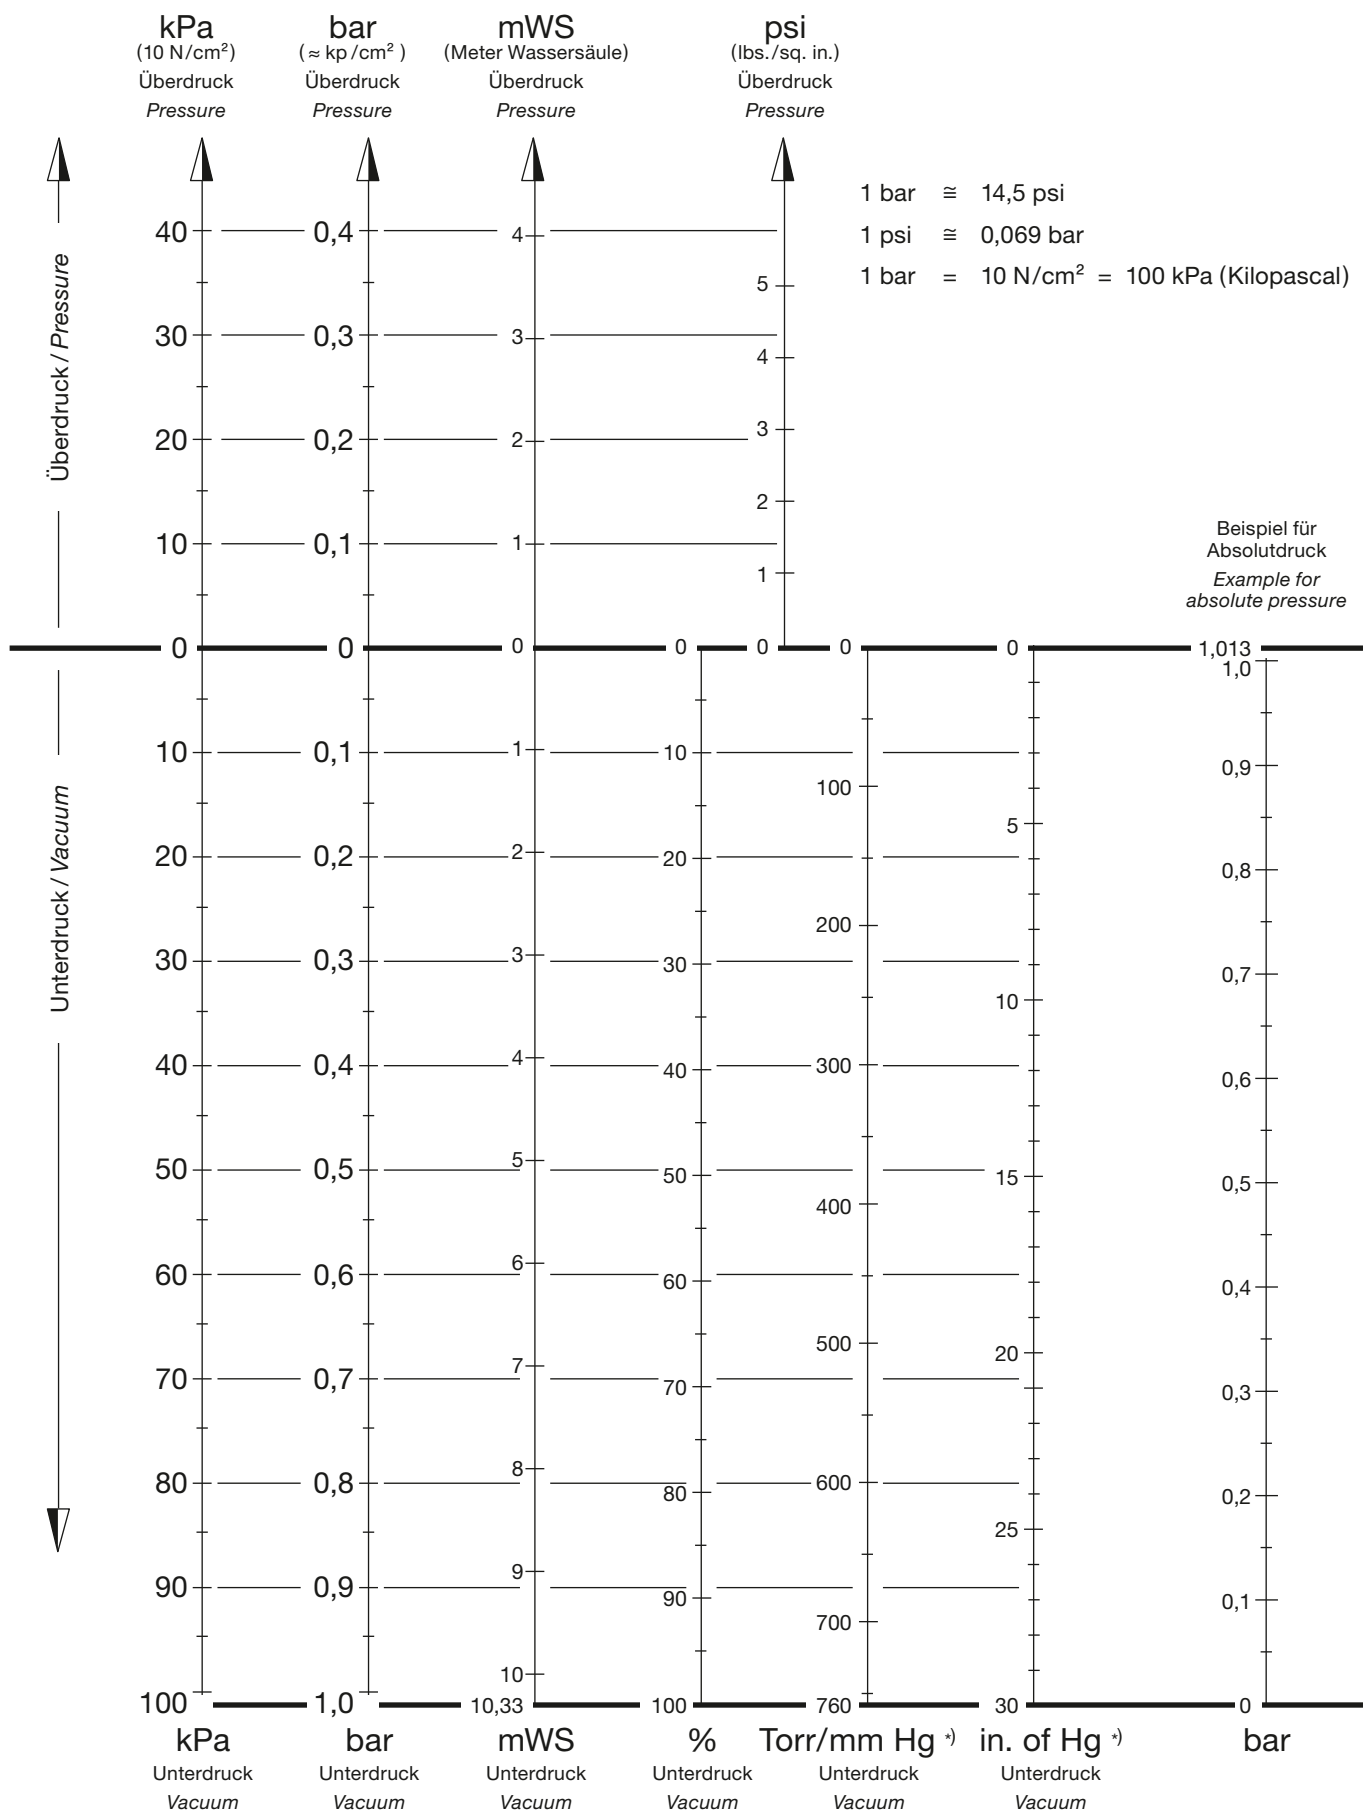 kPa bar mWS psi
(10 N/cm²) (≈ kp/cm²) (Meter Wassersäule) (lbs./sq. in.)
Überdruck Überdruck Überdruck Überdruck
Pressure Pressure Pressure Pressure
1 bar ≅ 14,5 psi
40 0,4 4
1 psi ≅ 0,069 bar
1 bar = 10 N/cm² = 100 kPa (Kilopascal)
5
30 0,3 3
4
Überdruck / Pressure
20 0,2 2 3
2
Beispiel für
10 0,1 1 Absolutdruck
1 Example for
absolute pressure
0 0 0 0 0 0 0 1,013
1,0
10 0,1 1 10 0,9
100
5
20 0,2 2 20 0,8
Unterdruck / Vacuum
200
30 0,3 3 30 0,7
10
40 0,4 4 40 300 0,6
50 0,5 5 50 15 0,5
400
60 0,6 6 60 0,4
500 20
70 0,7 7 70 0,3
80 0,8 8 80 600 0,2
25
90 0,9 9 90 0,1
700
10
100 1,0 10,33 100 760 30 0
kPa bar mWS % Torr/mm Hg *) in. of Hg *) bar
Unterdruck Unterdruck Unterdruck Unterdruck Unterdruck Unterdruck
Vacuum Vacuum Vacuum Vacuum Vacuum Vacuum